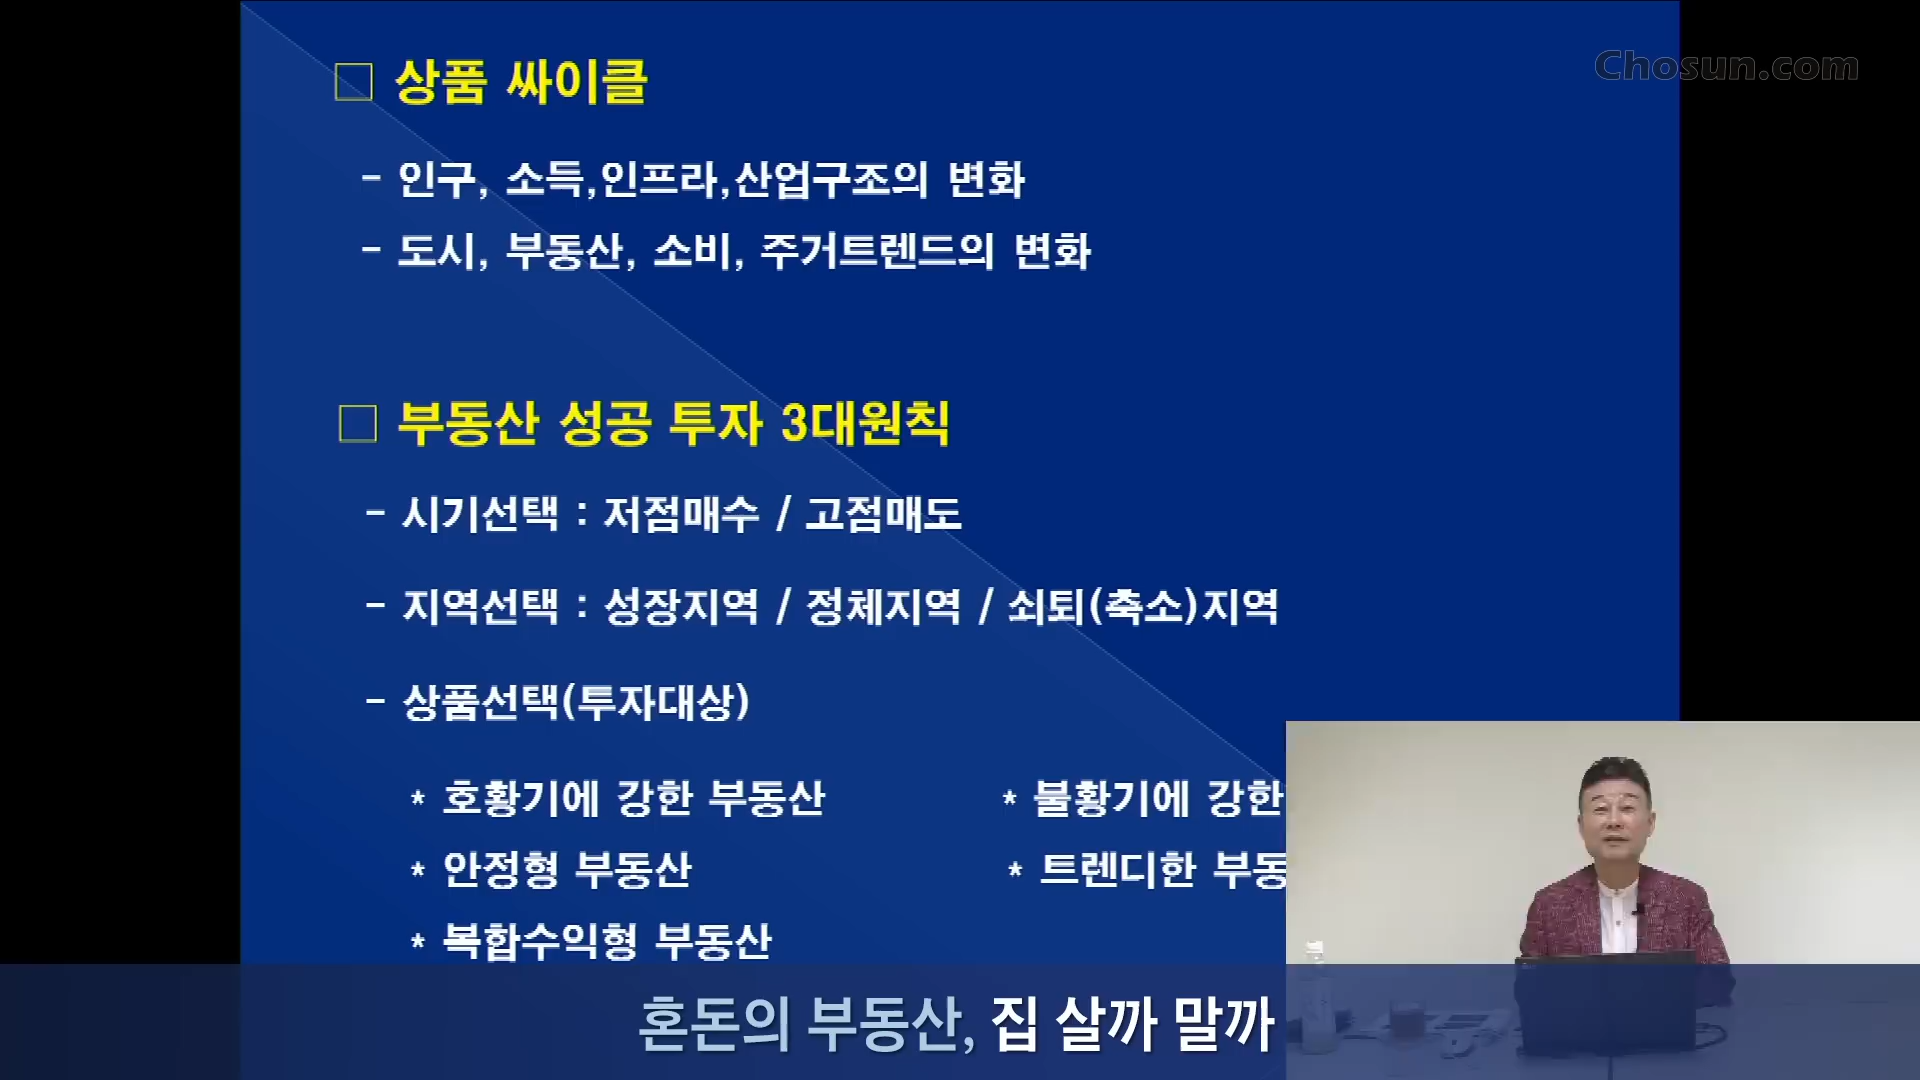 Chosun.com
□ 상품 싸이클
- 인구, 소득,인프라,산업구조의 변화
- 도시, 부동산, 소비, 주거트렌드의 변화
□ 부동산 성공 투자 3대원칙
- 시기선택 : 저점매수 / 고점매도
- 지역선택 : 성장지역 / 정체지역 / 쇠퇴(축소)지역
- 상품선택(투자대상)
* 호황기에 강한 부동산 * 불황기에 강한
* 안정형 부동산 * 트렌디한 부동
* 복합수익형 부동산
혼돈의 부동산, 집 살까 말까